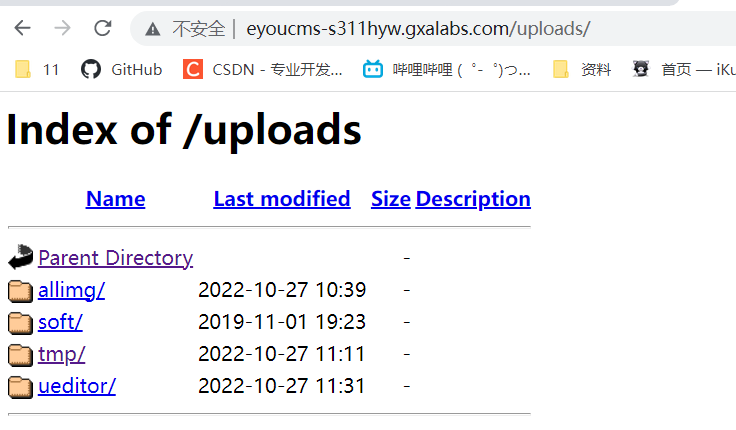 不安全 | eyoucms-s311hyw.gxalabs.com/uploads/
11 GitHub CSDN - 专业开发... 哔哩哔哩 ( ゜- ゜)つ... 资料 首页 — iKu
Index of /uploads
Name Last modified Size Description
Parent Directory -
allimg/ 2022-10-27 10:39 -
soft/ 2019-11-01 19:23 -
tmp/ 2022-10-27 11:11 -
ueditor/ 2022-10-27 11:31 -